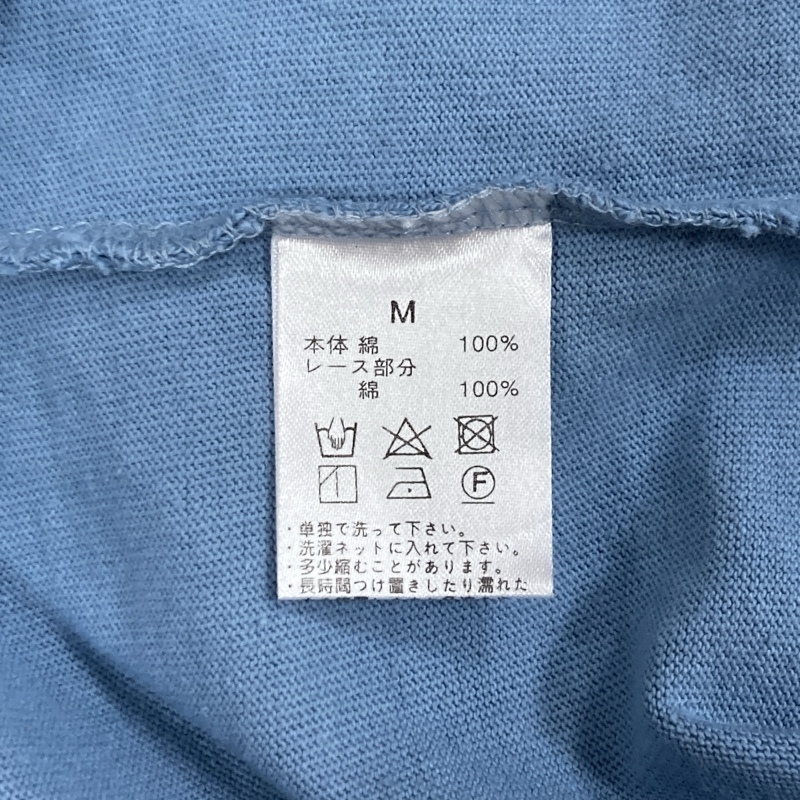 M
本体 綿 100%
レース部分
綿 100%
F
・単独で洗って下さい。
・洗濯ネットに入れて下さい。
・多少縮むことがあります。
・長時間つけ置きしたり濡れた